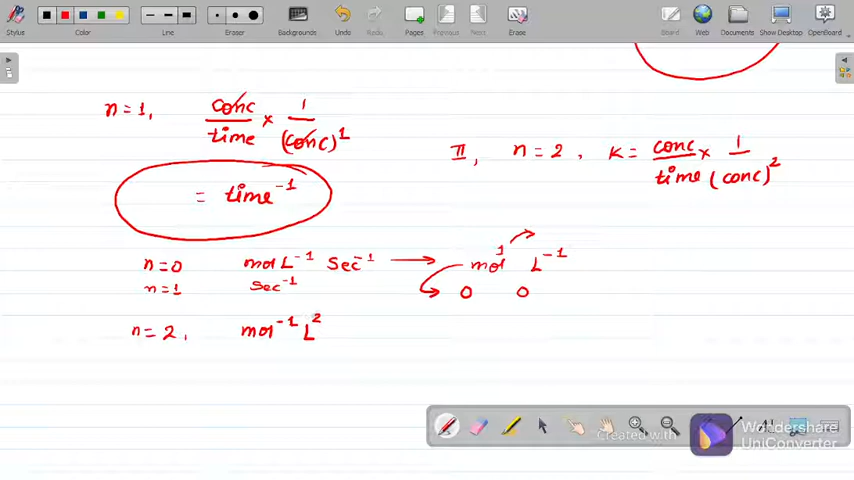 Stylus Color Line Eraser Backgrounds Undo Redo Pages Previous Next Erase Board Web Documents Show Desktop OpenBoard
n = 1, conc/time × 1/(conc)^1
= time^-1
II, n = 2, K = conc/time × 1/(conc)^2
n = 0 mol L^-1 Sec^-1 → mol^1 L^-1
n = 1 Sec^-1 0 0
n = 2, mol^-1 L^2
Created with
Wondershare
UniConverter